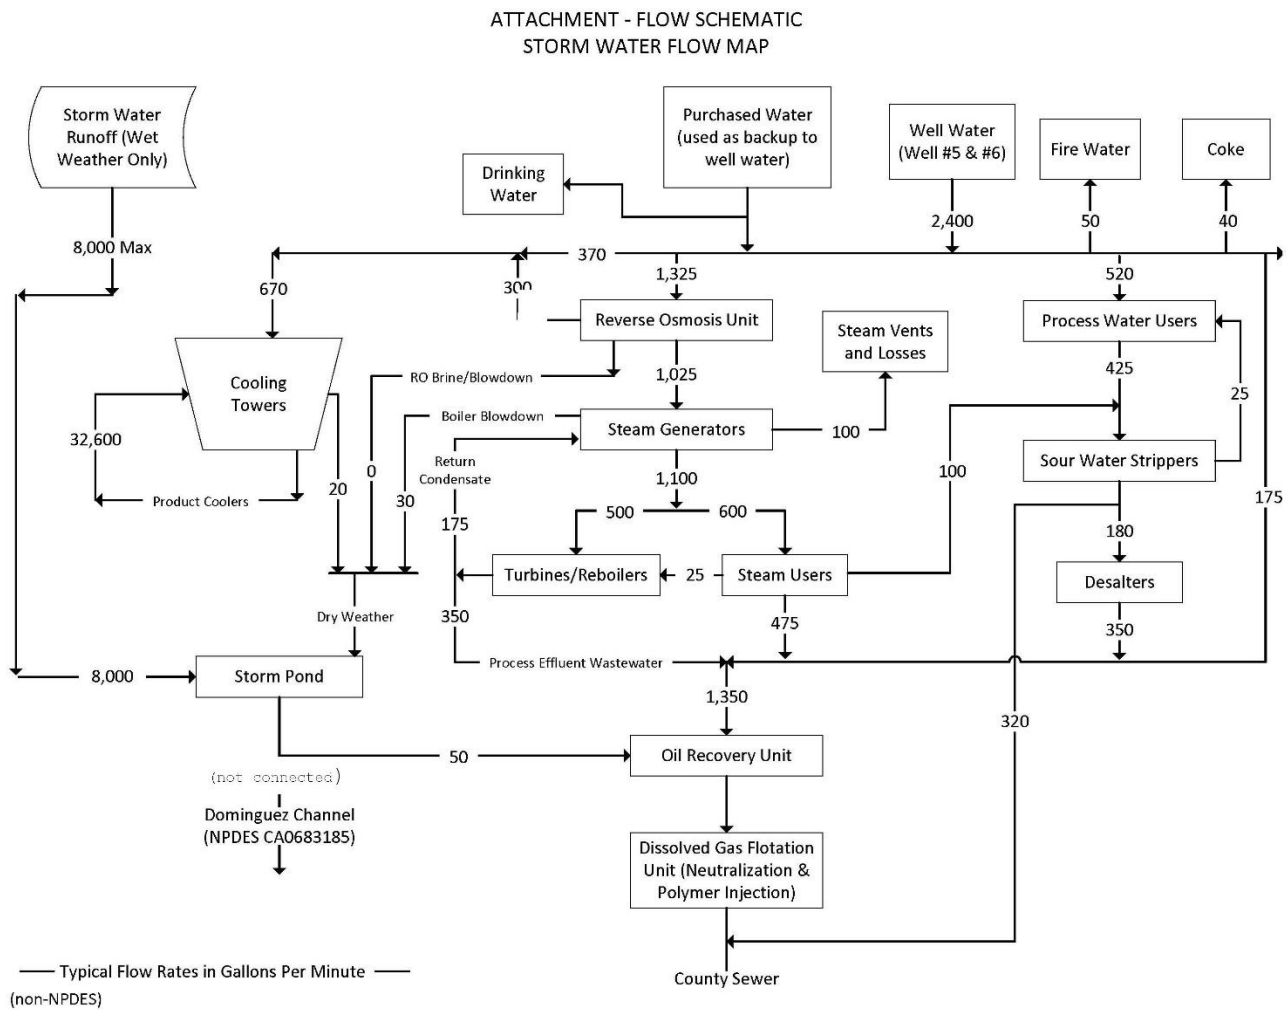 ATTACHMENT - FLOW SCHEMATIC
STORM WATER FLOW MAP
Storm Water
Runoff (Wet
Weather Only)
Purchased Water
(used as backup to
well water)
Well Water
(Well #5 & #6)
Fire Water
Coke
Drinking
Water
2,400
50
40
8,000 Max
370
1,325
520
670
300
Reverse Osmosis Unit
Steam Vents
and Losses
Process Water Users
Cooling
Towers
RO Brine/Blowdown
1,025
425
25
Boiler Blowdown
Steam Generators
100
32,600
Return
Condensate
Sour Water Strippers
1,100
100
Product Coolers
20
0
30
175
175
500
600
180
Turbines/Reboilers
25
Steam Users
Desalters
Dry Weather
350
475
350
Process Effluent Wastewater
8,000
Storm Pond
1,350
320
50
Oil Recovery Unit
(not connected)
Dominguez Channel
(NPDES CA0683185)
Dissolved Gas Flotation
Unit (Neutralization &
Polymer Injection)
Typical Flow Rates in Gallons Per Minute
County Sewer
(non-NPDES)